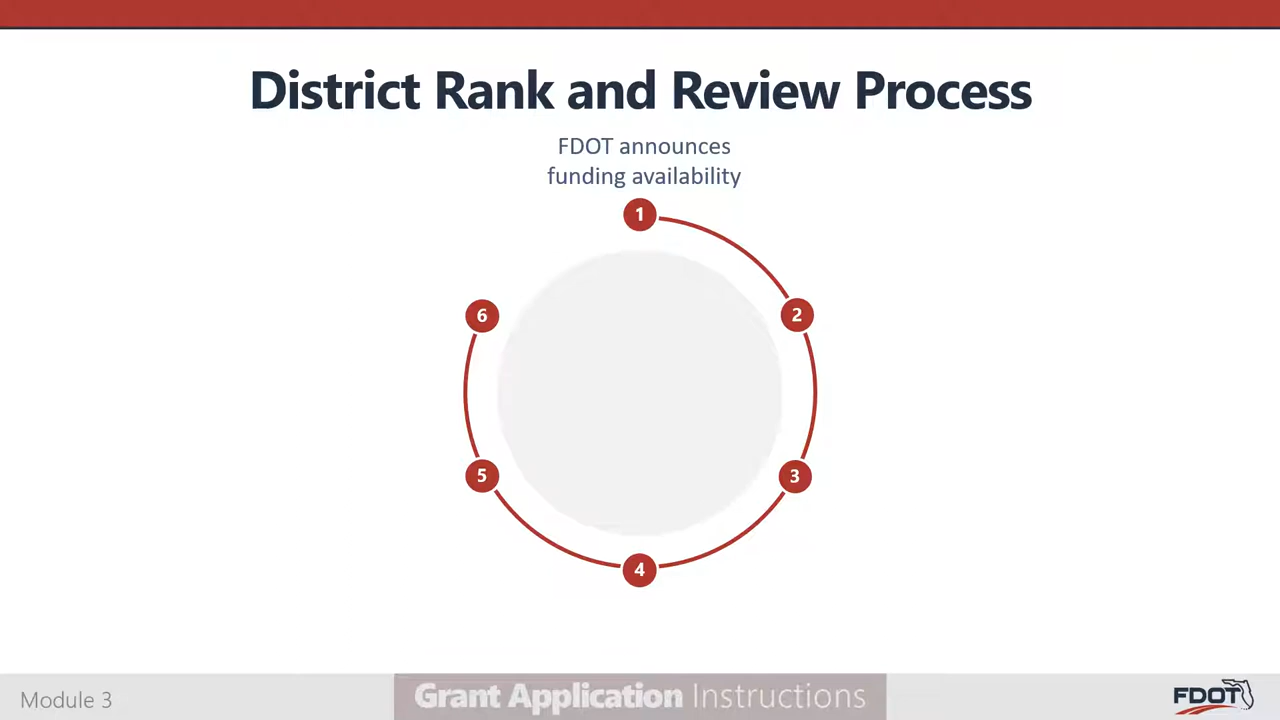 District Rank and Review Process
FDOT announces
funding availability
1
2
3
4
5
6
Module 3
Grant Application Instructions
FDOT